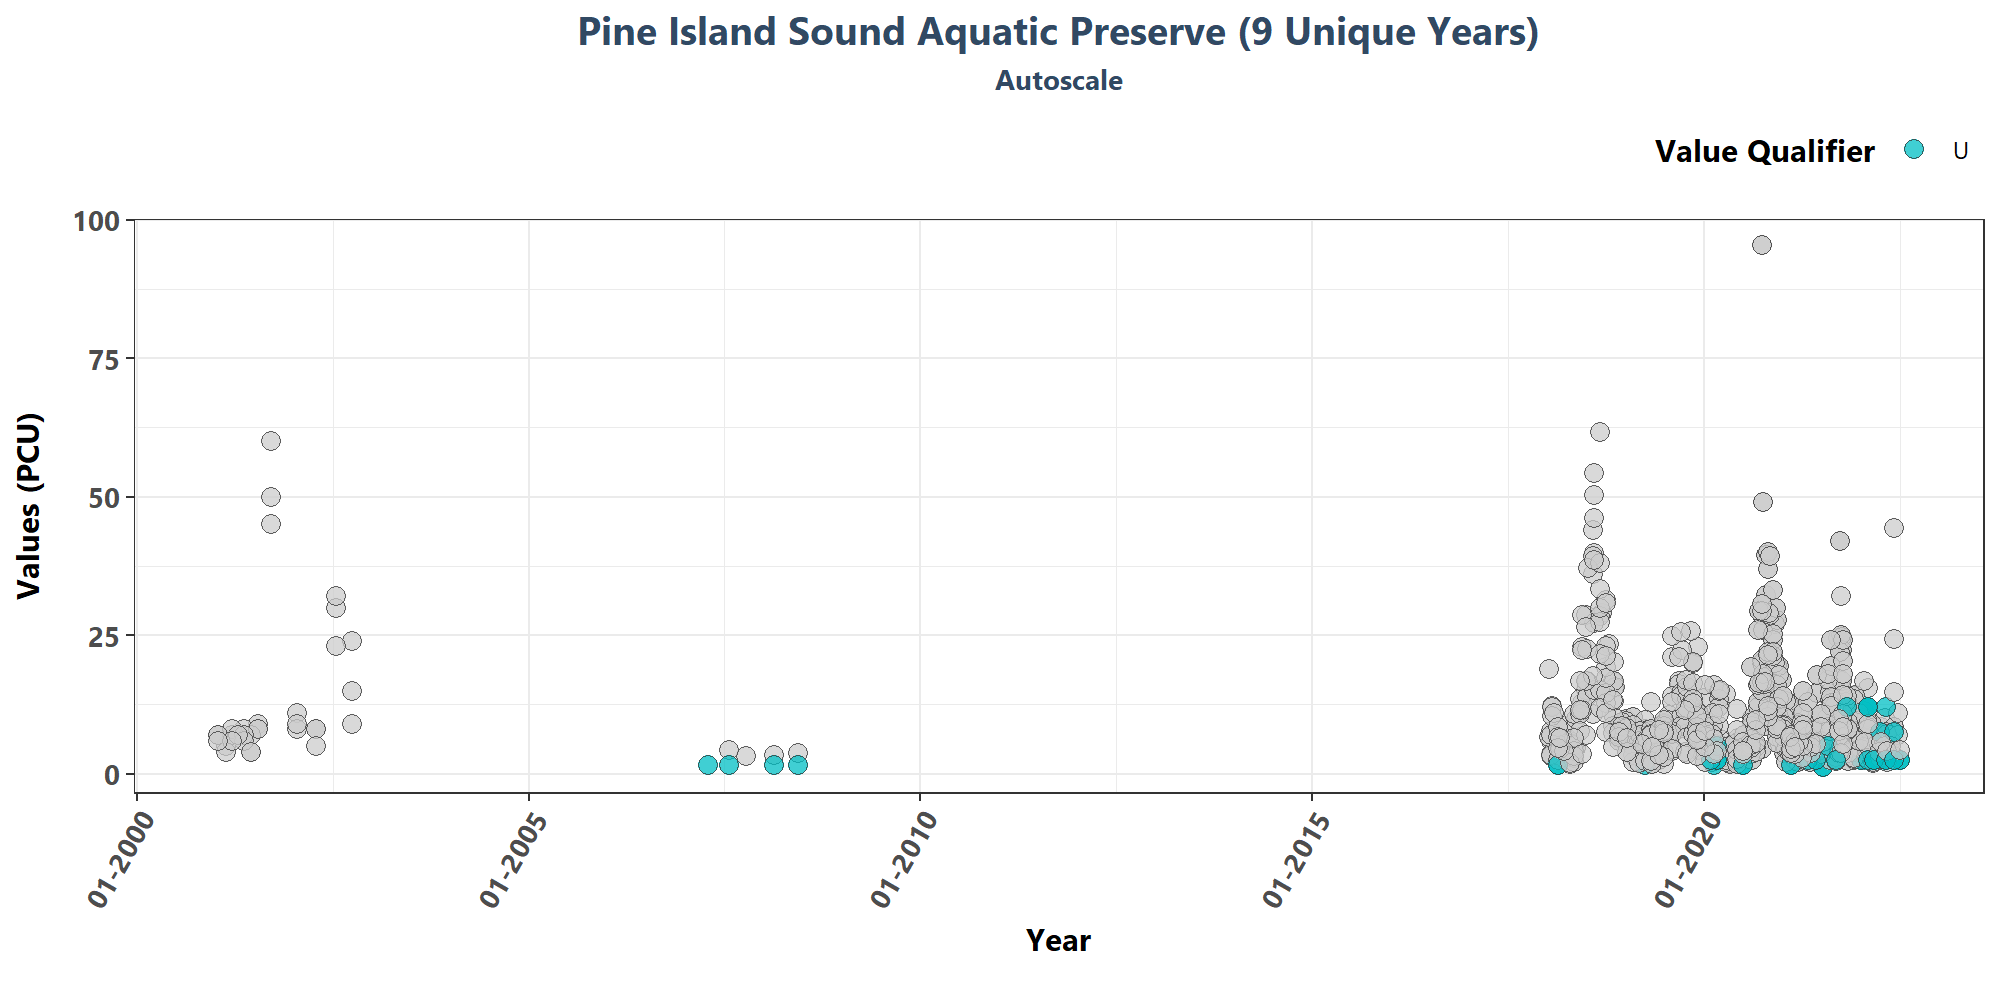 Pine Island Sound Aquatic Preserve (9 Unique Years)
Autoscale
Value Qualifier U
Values (PCU)
100
75
50
25
0
01-2000
01-2005
01-2010
01-2015
01-2020
Year